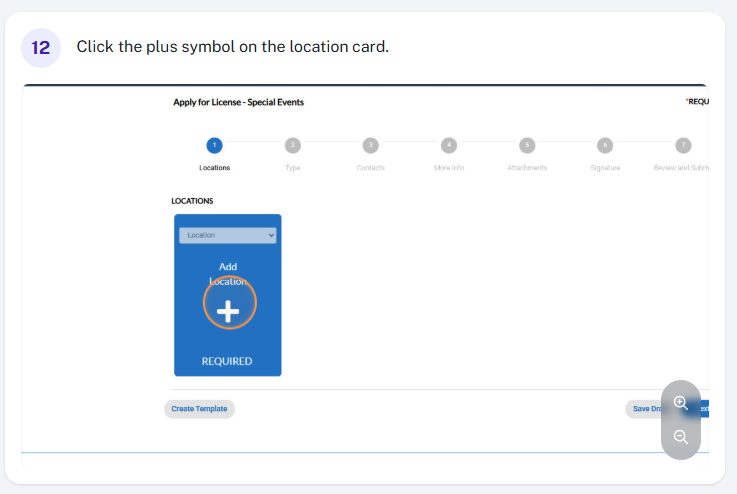 12 Click the plus symbol on the location card.
Apply for License - Special Events *REQU
1 2 3 4 5 6 7
Locations Type Contacts More Info Attachments Signature Review and Subm
LOCATIONS
Location
Add
Location
+
REQUIRED
Create Template Save Dra ext